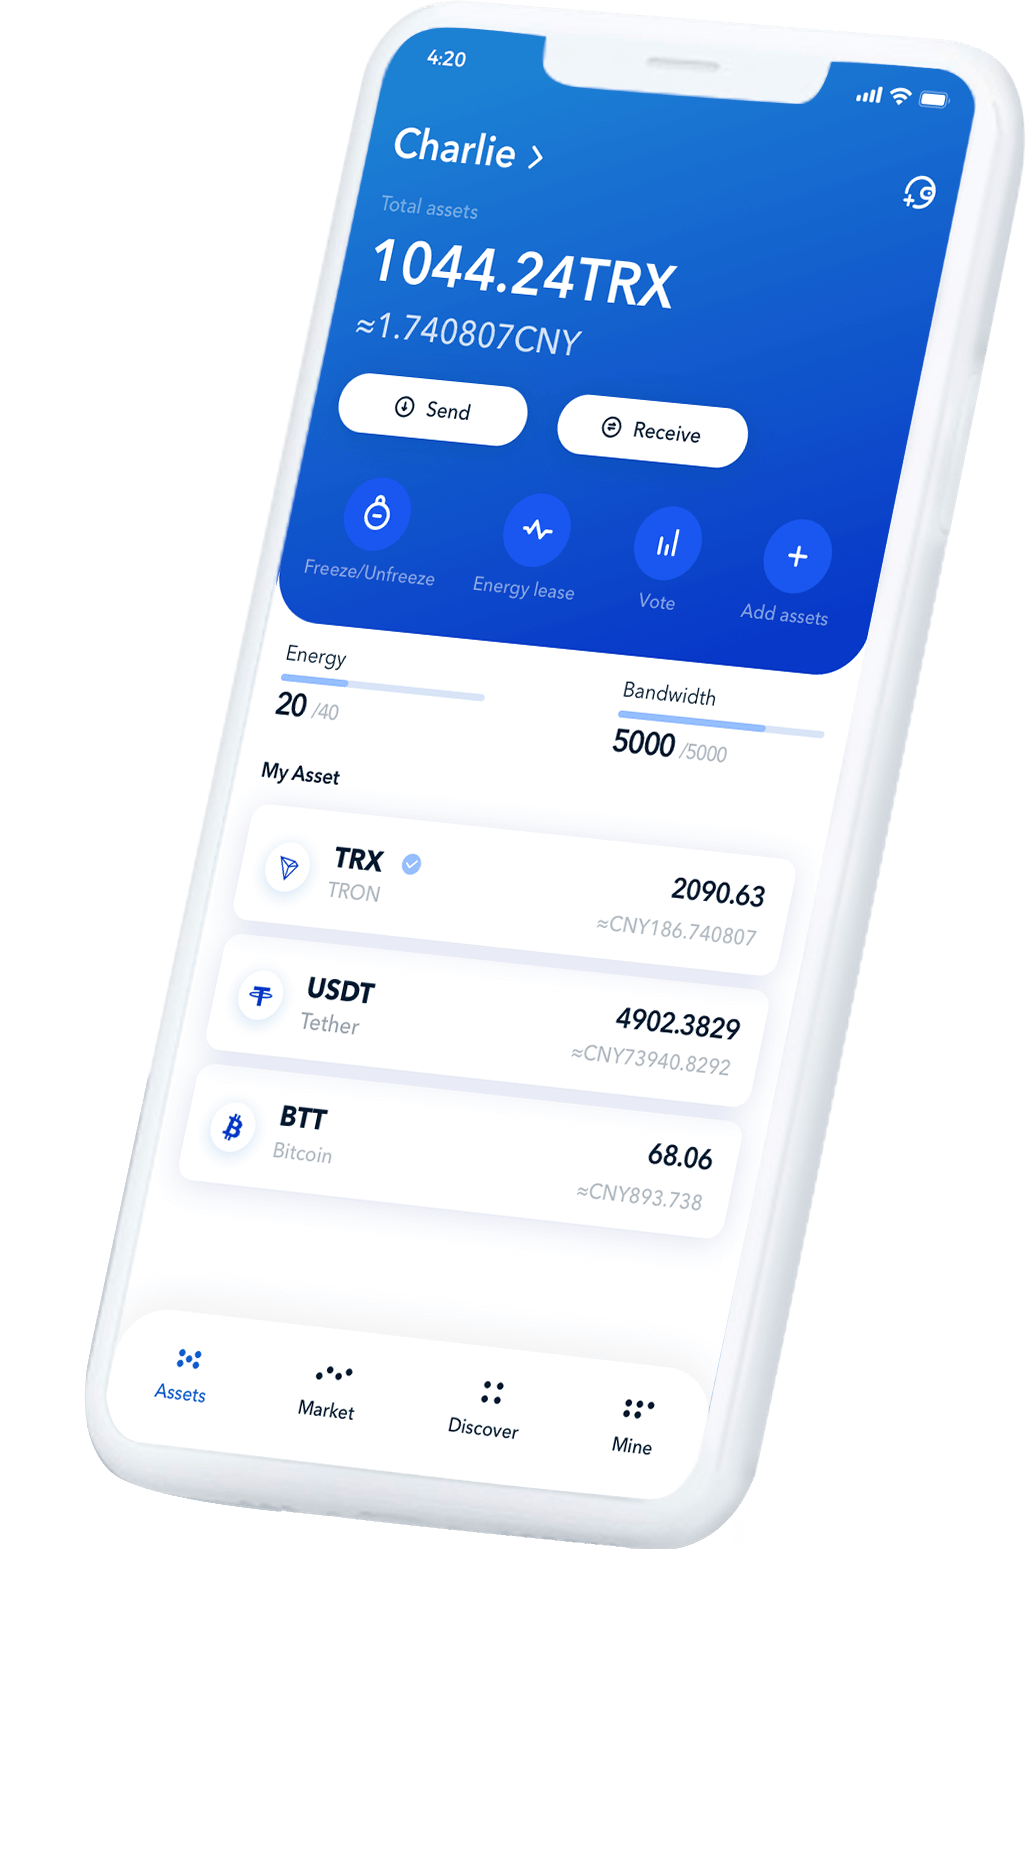 4:20
Charlie >
Total assets
1044.24TRX
≈1.740807CNY
Send
Receive
Freeze/Unfreeze
Energy lease
Vote
Add assets
Energy
20 /40
Bandwidth
5000 /5000
My Asset
TRX
TRON
2090.63
≈CNY186.740807
USDT
Tether
4902.3829
≈CNY73940.8292
BTT
Bitcoin
68.06
≈CNY893.738
Assets
Market
Discover
Mine